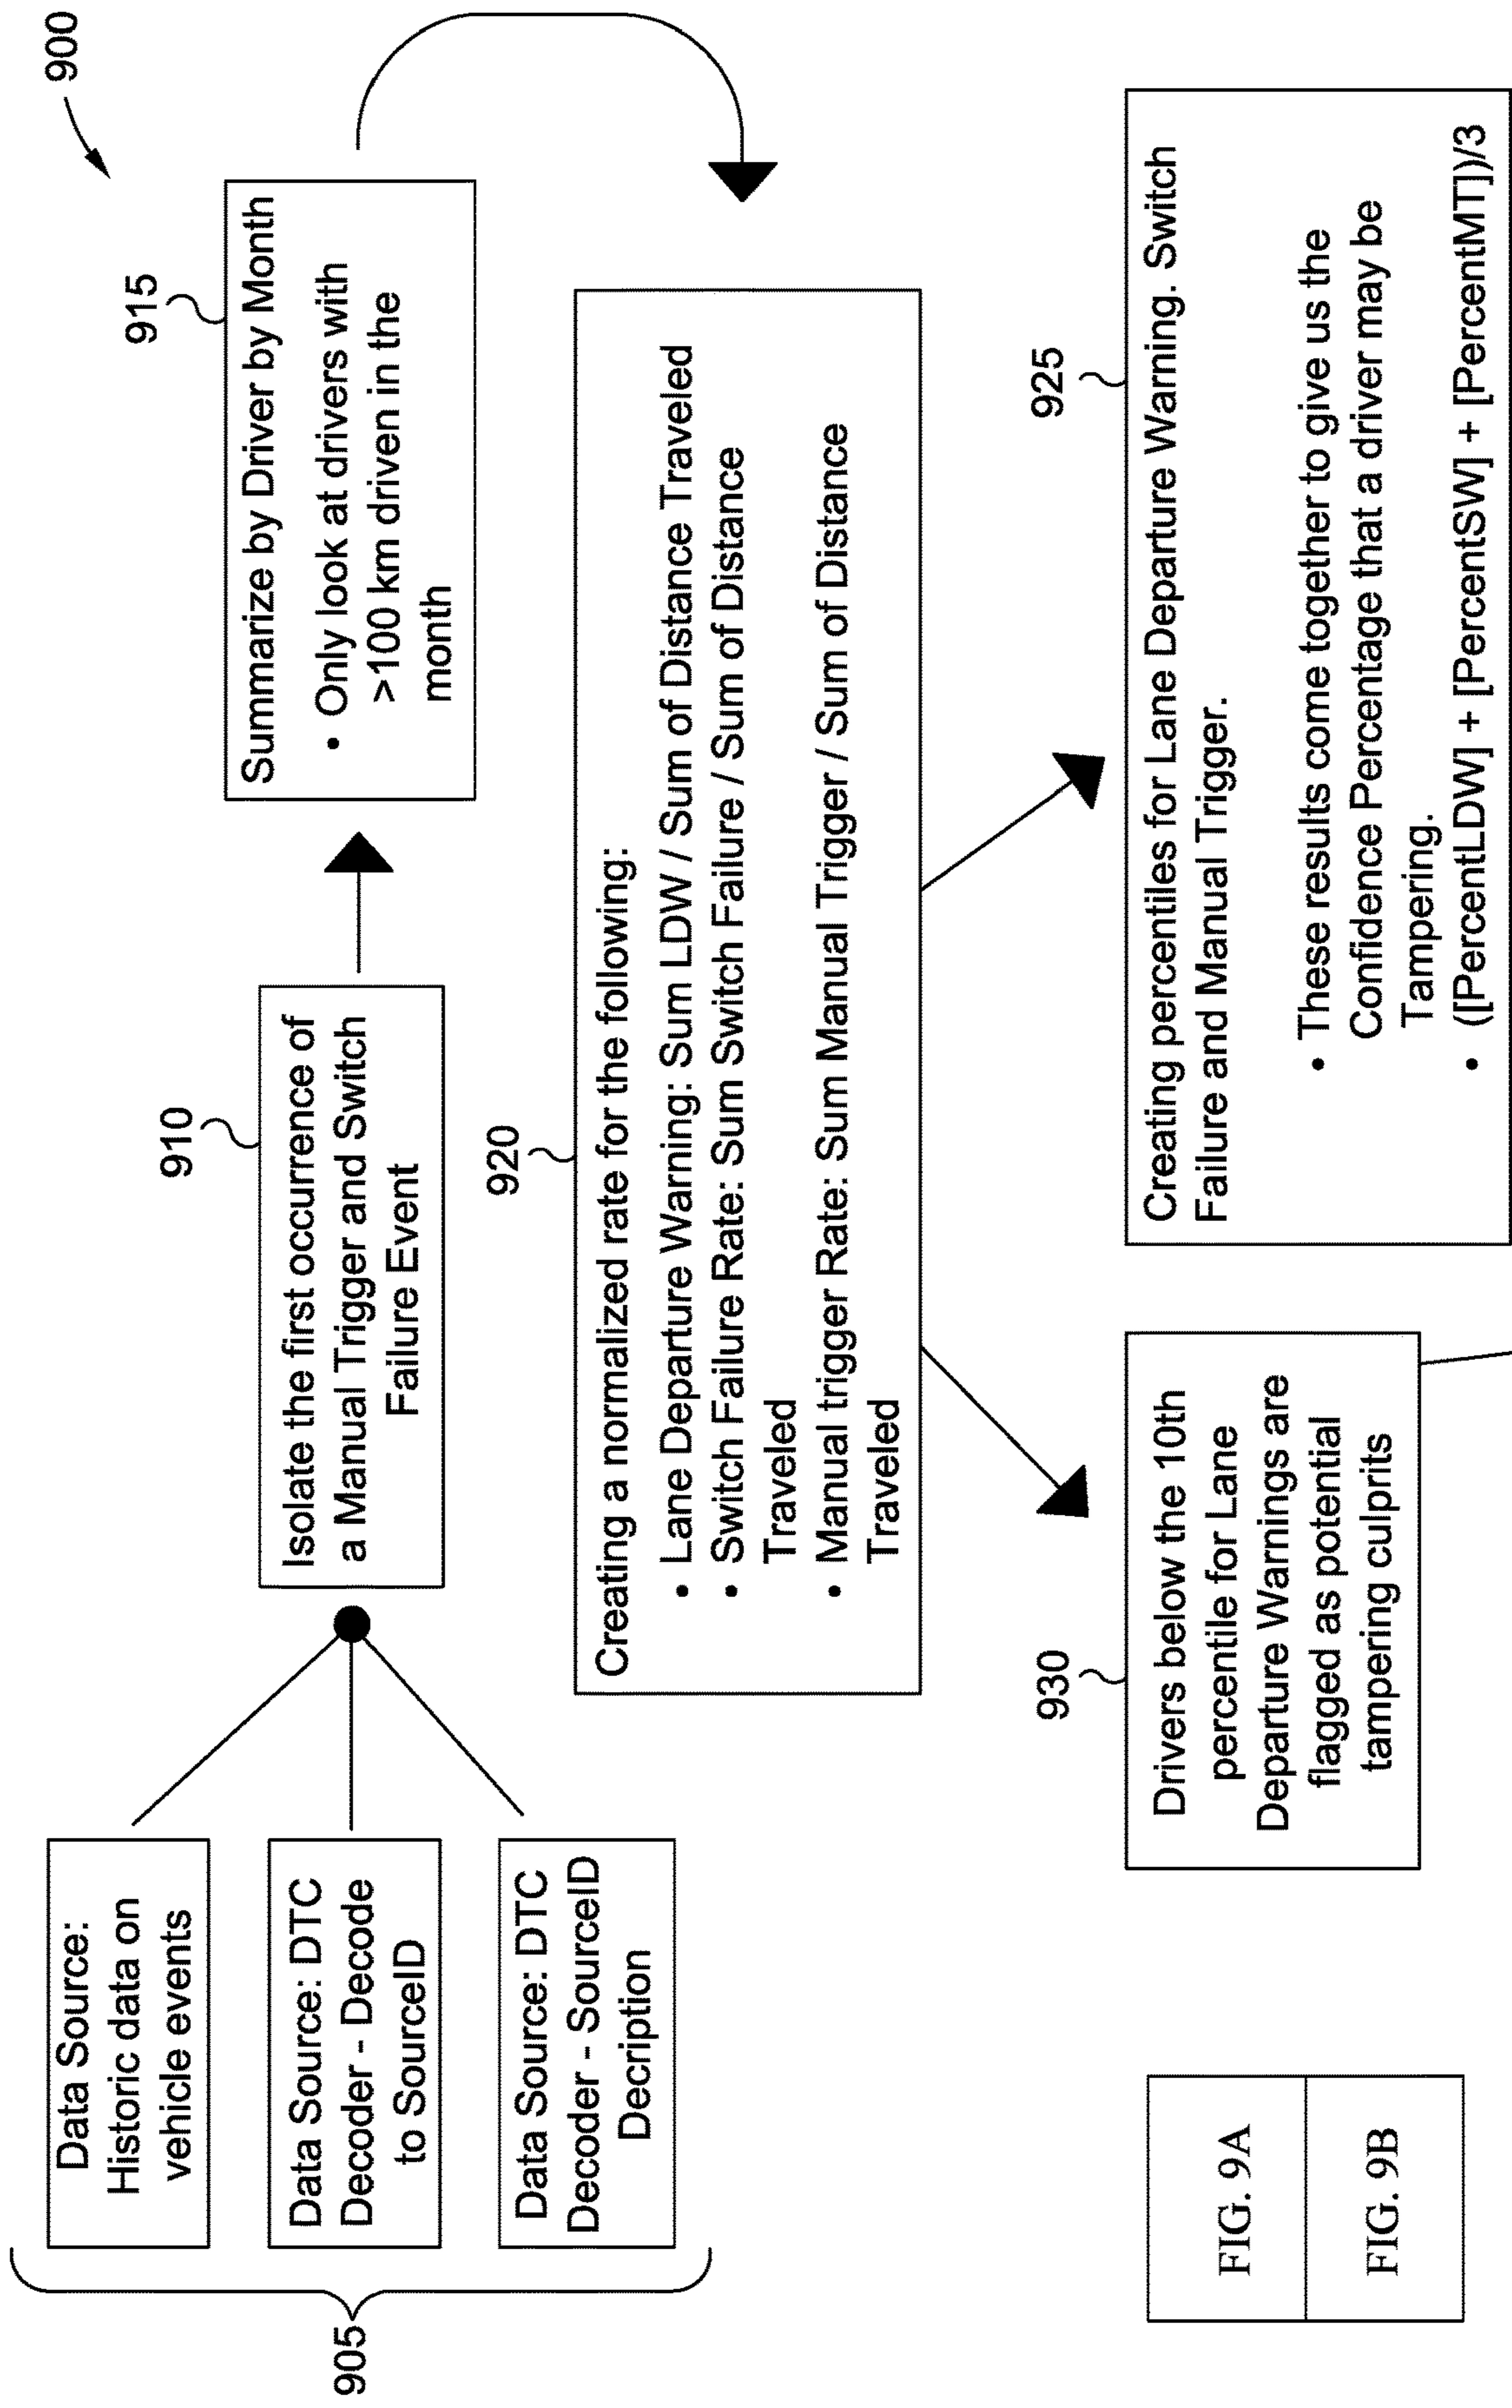 900
905
Data Source:
Historic data on
vehicle events
Data Source: DTC
Decoder - Decode
to SourceID
Data Source: DTC
Decoder - SourceID
Decription
910
Isolate the first occurrence of
a Manual Trigger and Switch
Failure Event
915
Summarize by Driver by Month
• Only look at drivers with
>100 km driven in the
month
920
Creating a normalized rate for the following:
• Lane Departure Warning: Sum LDW / Sum of Distance Traveled
• Switch Failure Rate: Sum Switch Failure / Sum of Distance
Traveled
• Manual trigger Rate: Sum Manual Trigger / Sum of Distance
Traveled
930
Drivers below the 10th
percentile for Lane
Departure Warnings are
flagged as potential
tampering culprits
925
Creating percentiles for Lane Departure Warning. Switch
Failure and Manual Trigger.
• These results come together to give us the
Confidence Percentage that a driver may be
Tampering.
• ([PercentLDW] + [PercentSW] + [PercentMT])/3
FIG. 9A
FIG. 9B